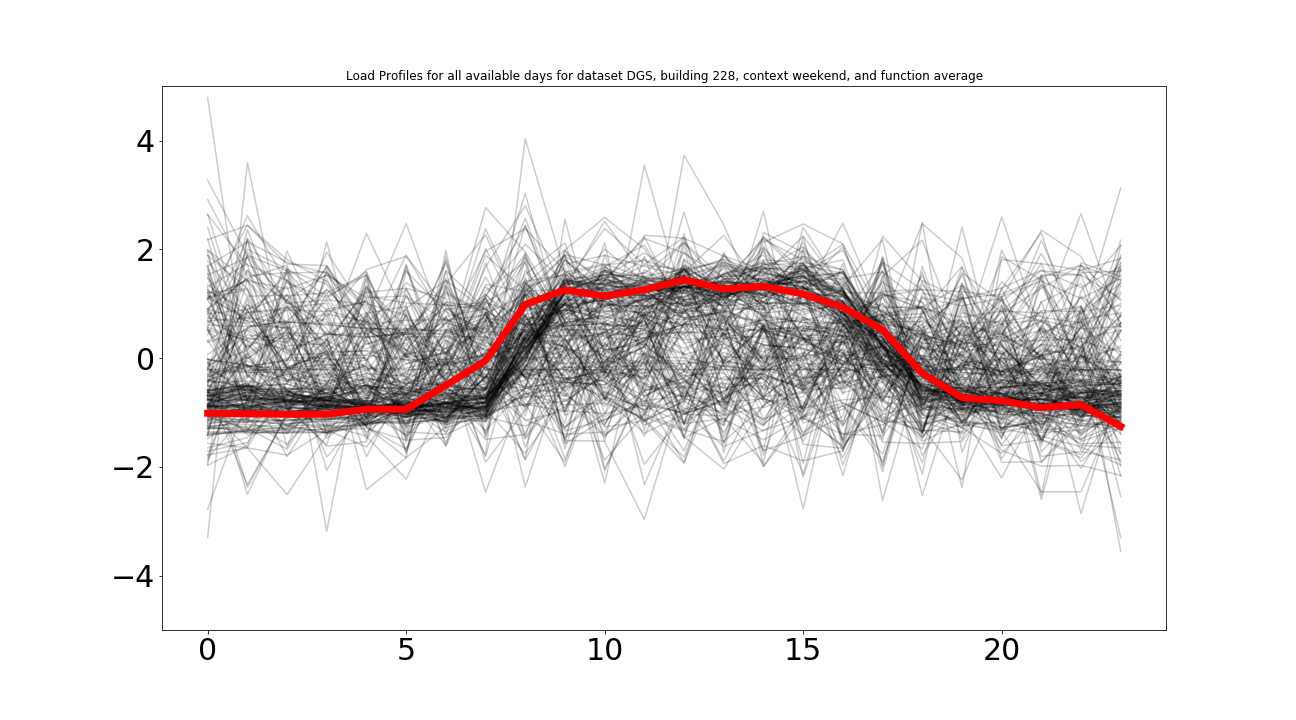 Load Profiles for all available days for dataset DGS, building 228, context weekend, and function average
4
2
0
−2
−4
0 5 10 15 20